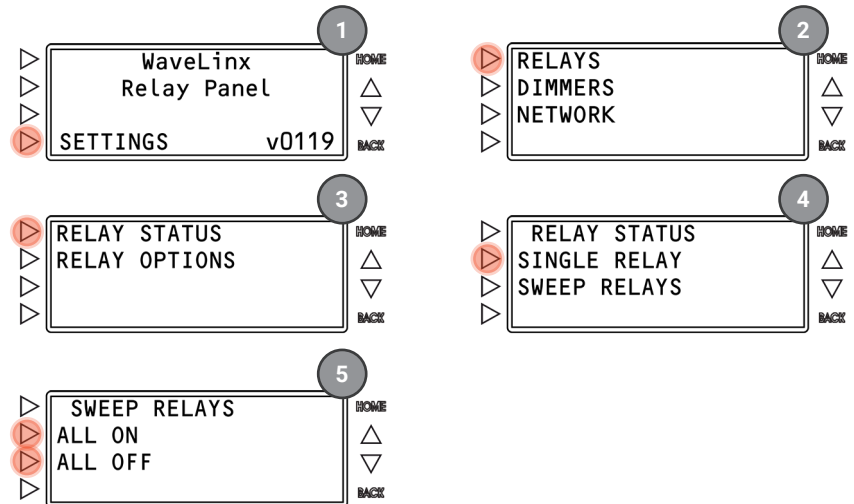 1
WaveLinx
Relay Panel
SETTINGS v0119
HOME
BACK
2
RELAYS
DIMMERS
NETWORK
HOME
BACK
3
RELAY STATUS
RELAY OPTIONS
HOME
BACK
4
RELAY STATUS
SINGLE RELAY
SWEEP RELAYS
HOME
BACK
5
SWEEP RELAYS
ALL ON
ALL OFF
HOME
BACK